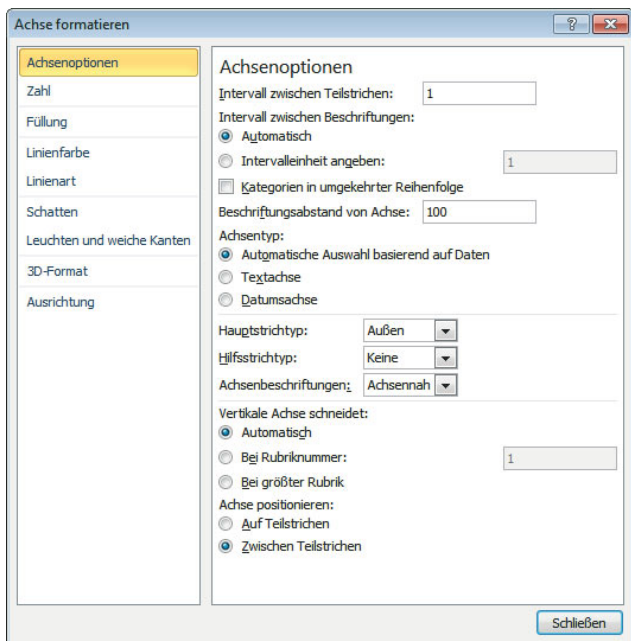 Achse formatieren
Achsenoptionen
Zahl
Füllung
Linienfarbe
Linienart
Schatten
Leuchten und weiche Kanten
3D-Format
Ausrichtung
Achsenoptionen
Intervall zwischen Teilstrichen: 1
Intervall zwischen Beschriftungen:
Automatisch
Intervalleinheit angeben: 1
Kategorien in umgekehrter Reihenfolge
Beschriftungsabstand von Achse: 100
Achsentyp:
Automatische Auswahl basierend auf Daten
Textachse
Datumsachse
Hauptstrichtyp: Außen
Hilfsstrichtyp: Keine
Achsenbeschriftungen: Achsennah
Vertikale Achse schneidet:
Automatisch
Bei Rubriknummer: 1
Bei größter Rubrik
Achse positionieren:
Auf Teilstrichen
Zwischen Teilstrichen
Schließen